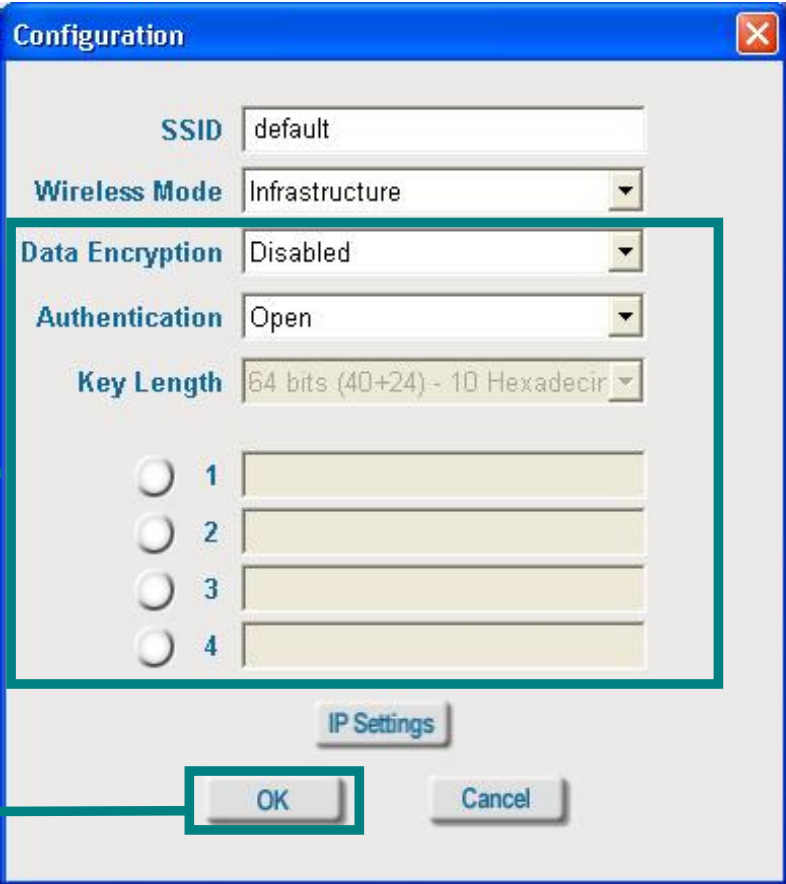 Configuration
SSID default
Wireless Mode Infrastructure
Data Encryption Disabled
Authentication Open
Key Length 64 bits (40+24) - 10 Hexadecir
1
2
3
4
IP Settings
OK Cancel